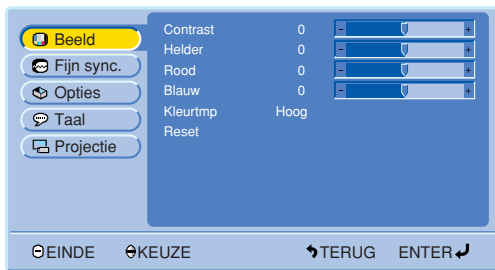 Beeld
Fijn sync.
Opties
Taal
Projectie
Contrast 0 - +
Helder 0 - +
Rood 0 - +
Blauw 0 - +
Kleurtmp Hoog
Reset
EINDE KEUZE TERUG ENTER